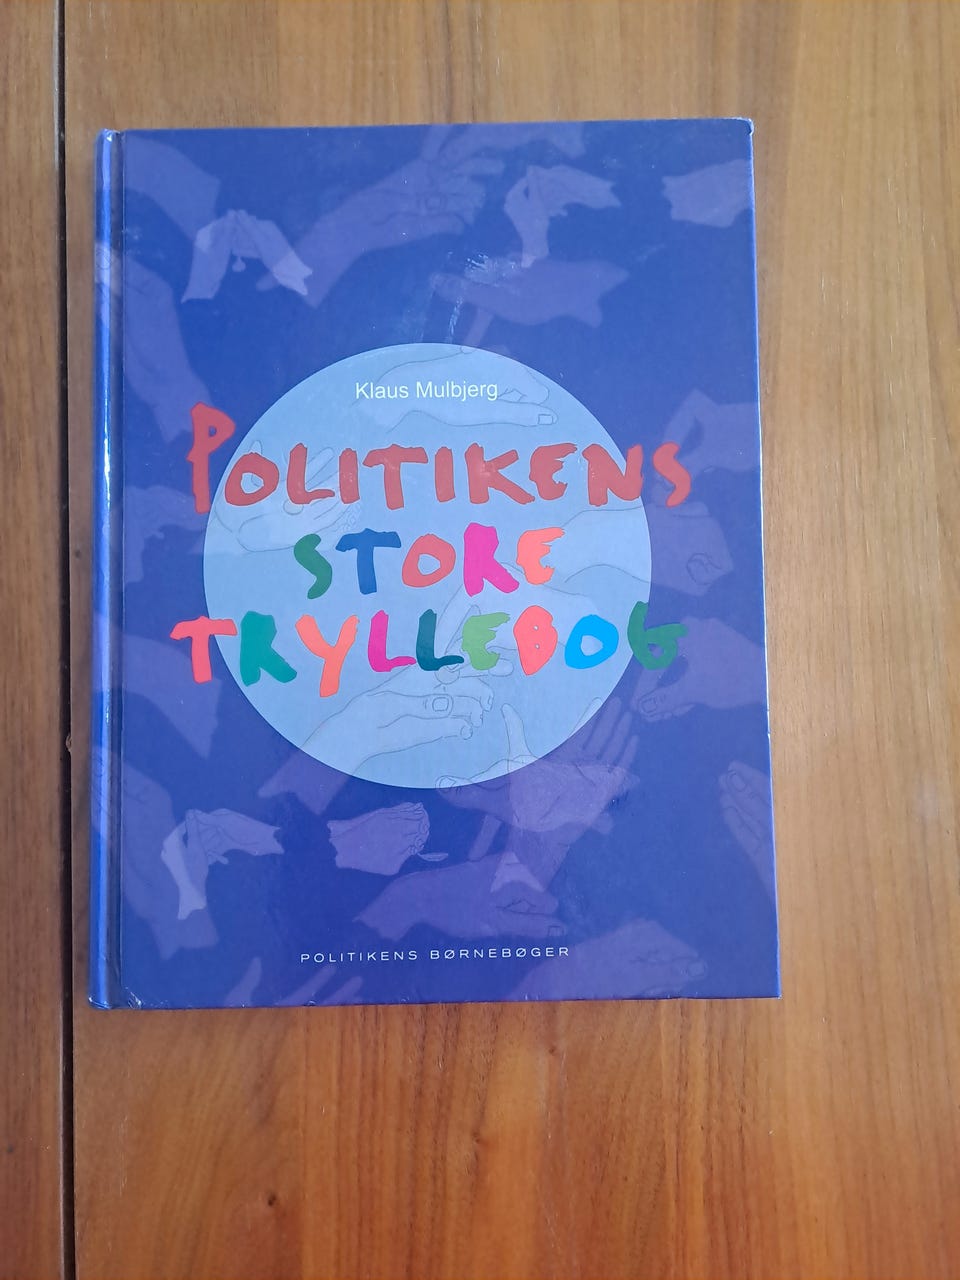 Klaus Mulbjerg
POLITIKENS
STORE
TRYLLEBOG
POLITIKENS BØRNEBØGER